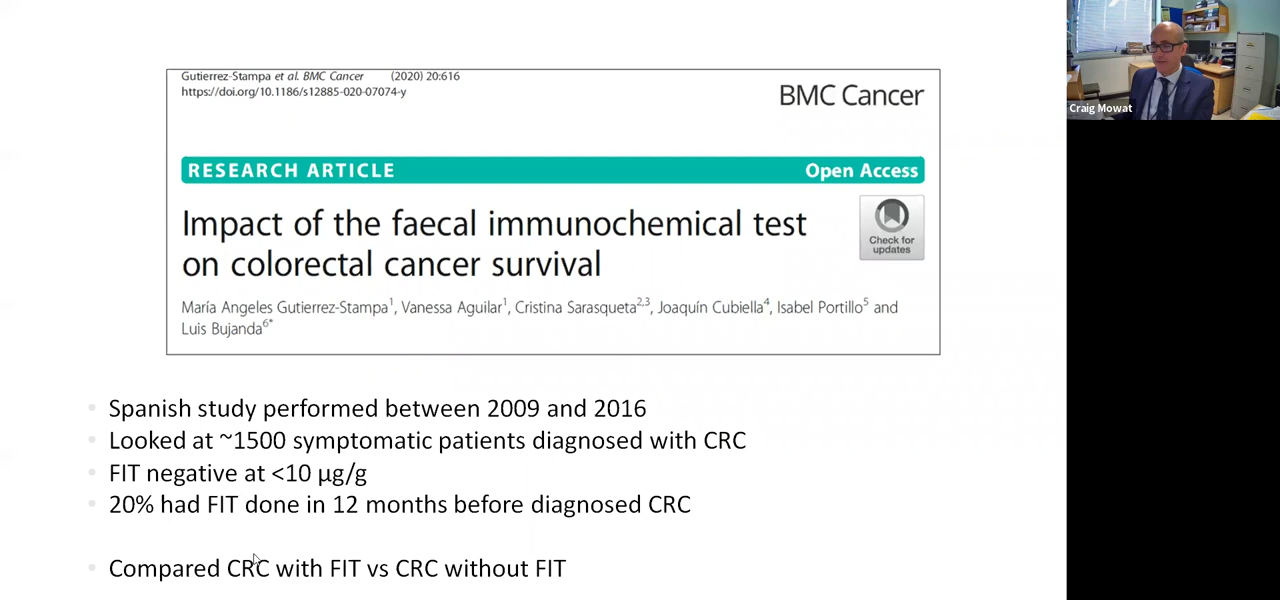 Gutierrez-Stampa et al. BMC Cancer (2020) 20:616
https://doi.org/10.1186/s12885-020-07074-y
BMC Cancer
RESEARCH ARTICLE
Open Access
Impact of the faecal immunochemical test
on colorectal cancer survival
Check for
updates
María Angeles Gutierrez-Stampa1, Vanessa Aguilar1, Cristina Sarasqueta2,3, Joaquín Cubiella4, Isabel Portillo5 and
Luis Bujanda6*
• Spanish study performed between 2009 and 2016
• Looked at ~1500 symptomatic patients diagnosed with CRC
• FIT negative at <10 µg/g
• 20% had FIT done in 12 months before diagnosed CRC
• Compared CRC with FIT vs CRC without FIT
Craig Mowat